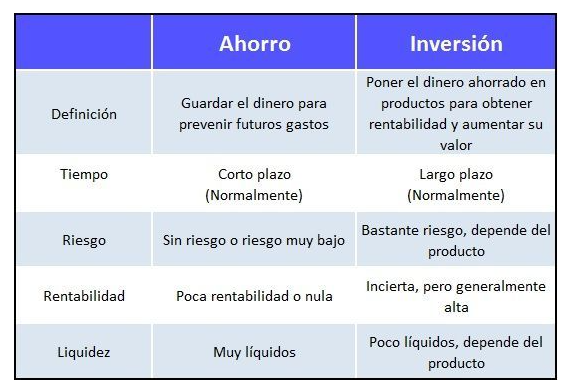 Ahorro
Inversión
Definición
Guardar el dinero para
prevenir futuros gastos
Poner el dinero ahorrado en
productos para obtener
rentabilidad y aumentar su
valor
Tiempo
Corto plazo
(Normalmente)
Largo plazo
(Normalmente)
Riesgo
Sin riesgo o riesgo muy bajo
Bastante riesgo, depende del
producto
Rentabilidad
Poca rentabilidad o nula
Incierta, pero generalmente
alta
Liquidez
Muy líquidos
Poco líquidos, depende del
producto